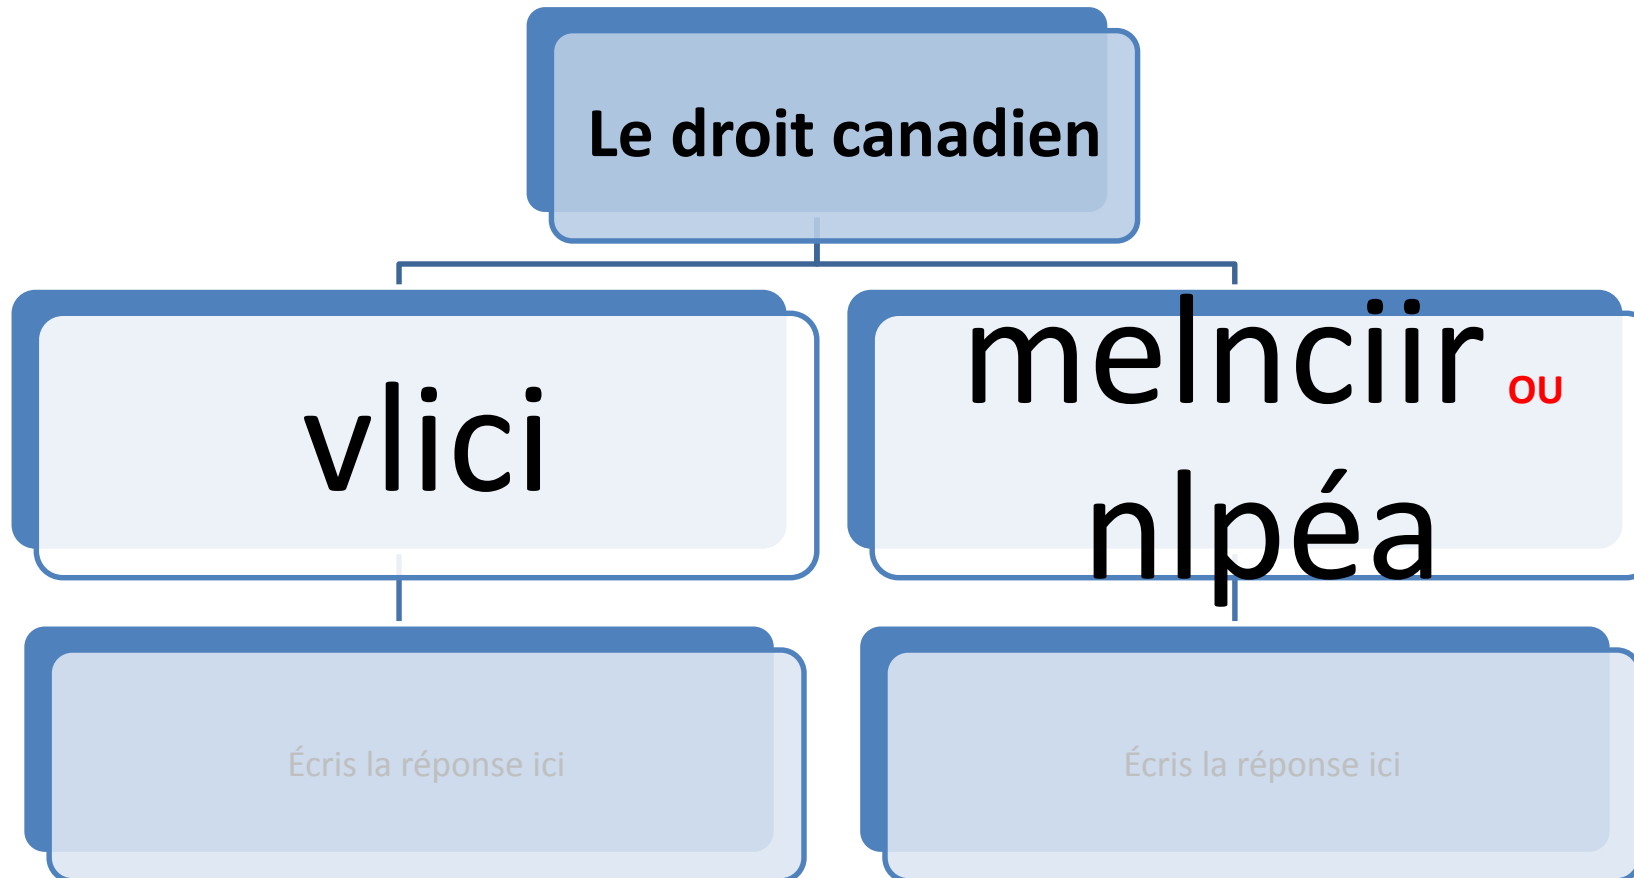 Le droit canadien
vlici
melnciir ou
nlpéa
Écris la réponse ici
Écris la réponse ici